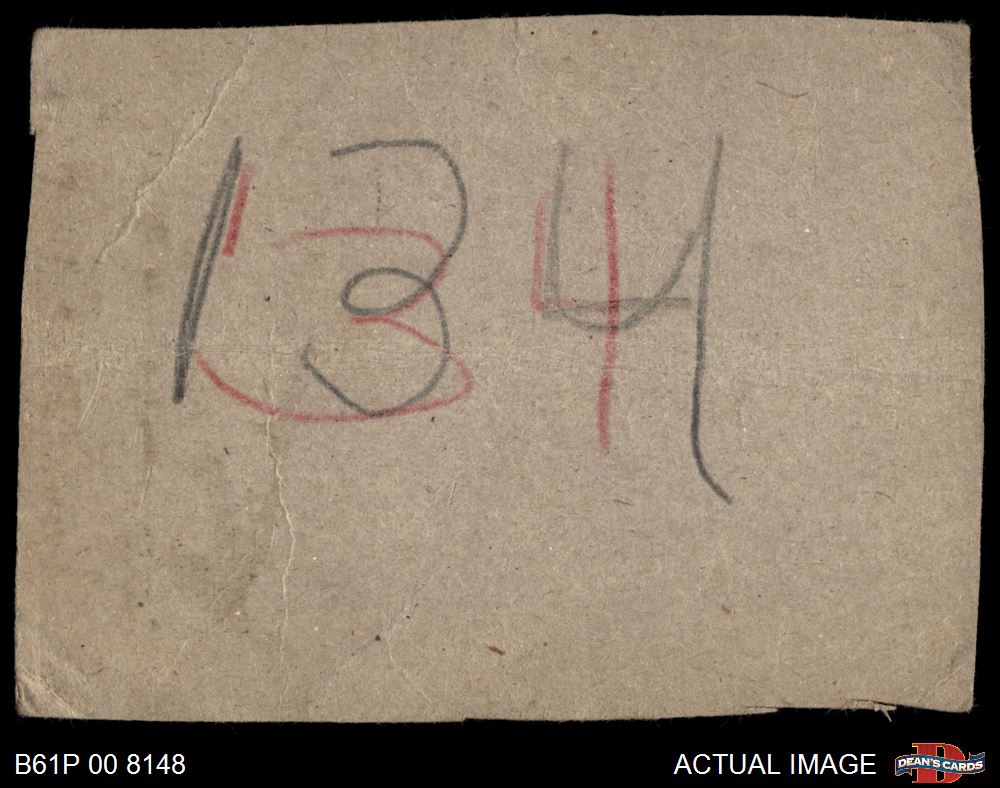 134
B61P 00 8148
ACTUAL IMAGE
D
DEAN'S CARDS